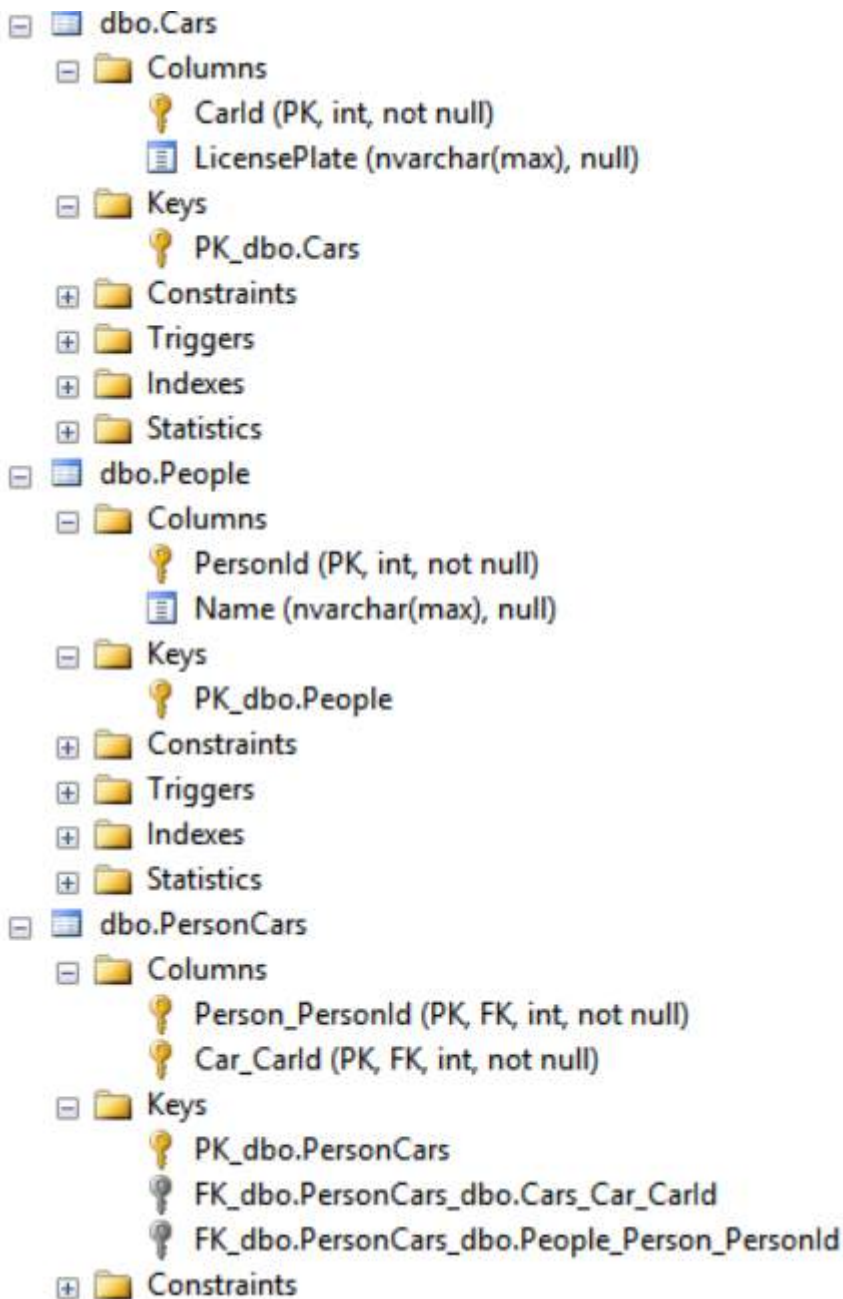 dbo.Cars
Columns
CarId (PK, int, not null)
LicensePlate (nvarchar(max), null)
Keys
PK_dbo.Cars
Constraints
Triggers
Indexes
Statistics
dbo.People
Columns
PersonId (PK, int, not null)
Name (nvarchar(max), null)
Keys
PK_dbo.People
Constraints
Triggers
Indexes
Statistics
dbo.PersonCars
Columns
Person_PersonId (PK, FK, int, not null)
Car_CarId (PK, FK, int, not null)
Keys
PK_dbo.PersonCars
FK_dbo.PersonCars_dbo.Cars_Car_CarId
FK_dbo.PersonCars_dbo.People_Person_PersonId
Constraints